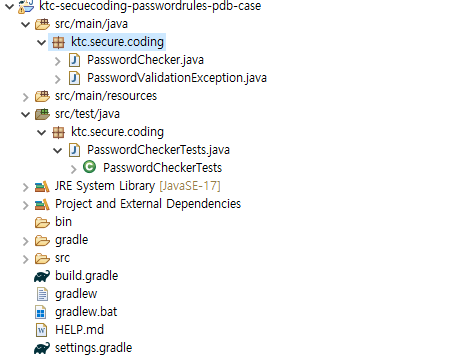 ktc-secuecoding-passwordrules-pdb-case
src/main/java
ktc.secure.coding
PasswordChecker.java
PasswordValidationException.java
src/main/resources
src/test/java
ktc.secure.coding
PasswordCheckerTests.java
PasswordCheckerTests
JRE System Library [JavaSE-17]
Project and External Dependencies
bin
gradle
src
build.gradle
gradlew
gradlew.bat
HELP.md
settings.gradle